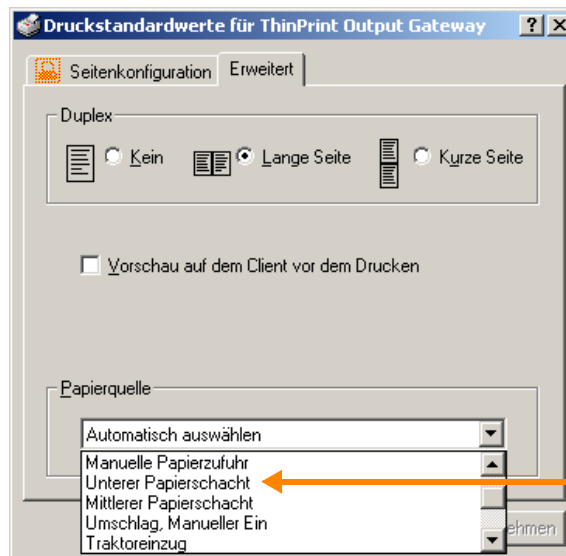 Druckstandardwerte für ThinPrint Output Gateway
Seitenkonfiguration Erweitert
Duplex
Kein Lange Seite Kurze Seite
Vorschau auf dem Client vor dem Drucken
Papierquelle
Automatisch auswählen
Manuelle Papierzufuhr
Unterer Papierschacht
Mittlerer Papierschacht
Umschlag, Manueller Ein
Traktoreinzug
ehmen